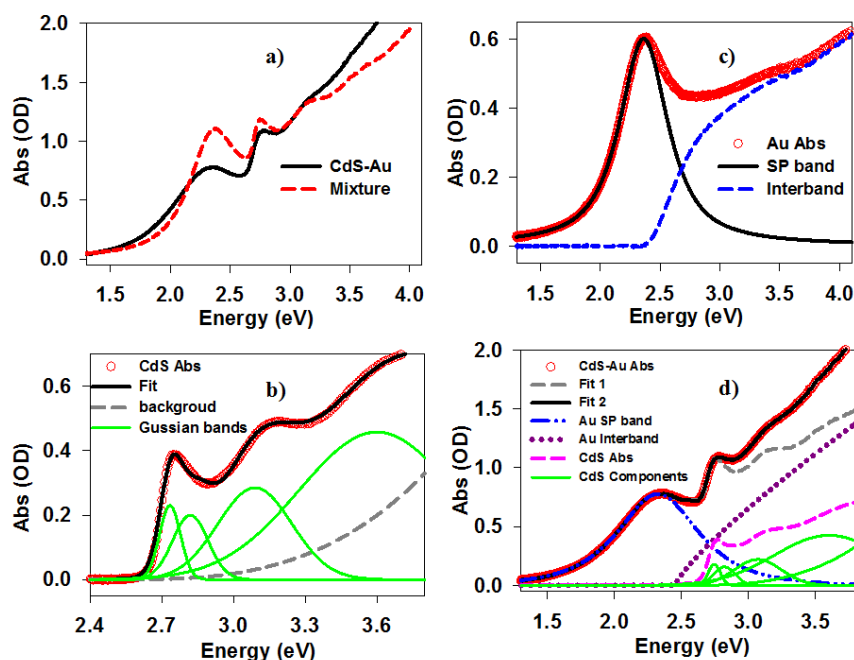 2.0
1.5
1.0
0.5
0.0
Abs (OD)
a)
CdS-Au
Mixture
1.5 2.0 2.5 3.0 3.5 4.0
Energy (eV)
0.6
0.4
0.2
0.0
Abs (OD)
c)
Au Abs
SP band
Interband
1.5 2.0 2.5 3.0 3.5 4.0
Energy (eV)
0.6
0.4
0.2
0.0
Abs (OD)
b)
CdS Abs
Fit
backgroud
Gussian bands
2.4 2.7 3.0 3.3 3.6
Energy (eV)
2.0
1.5
1.0
0.5
0.0
Abs (OD)
d)
CdS-Au Abs
Fit 1
Fit 2
Au SP band
Au Interband
CdS Abs
CdS Components
1.5 2.0 2.5 3.0 3.5
Energy (eV)